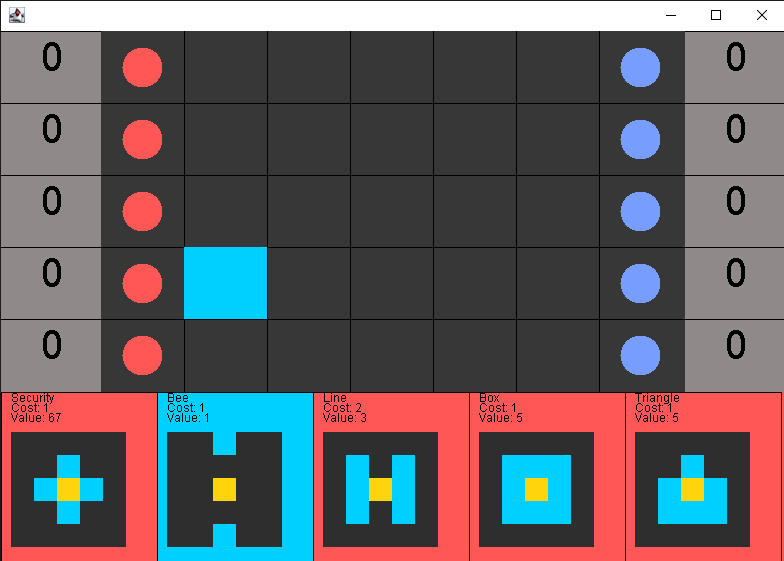 0 0
0 0
0 0
0 0
0 0
Security
Cost: 1
Value: 67
Bee
Cost: 1
Value: 1
Line
Cost: 2
Value: 3
Box
Cost: 1
Value: 5
Triangle
Cost: 1
Value: 5